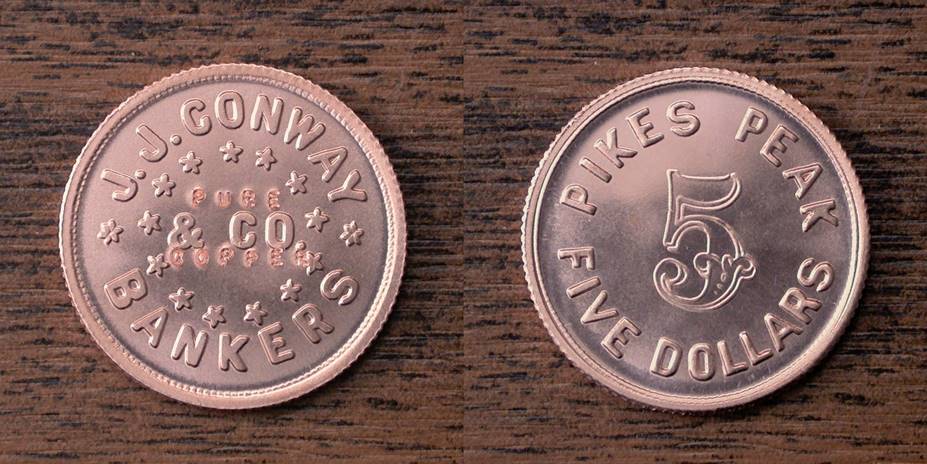 J.J.CONWAY
PURE
& CO.
COPPER
BANKERS
PIKES PEAK
5
FIVE DOLLARS